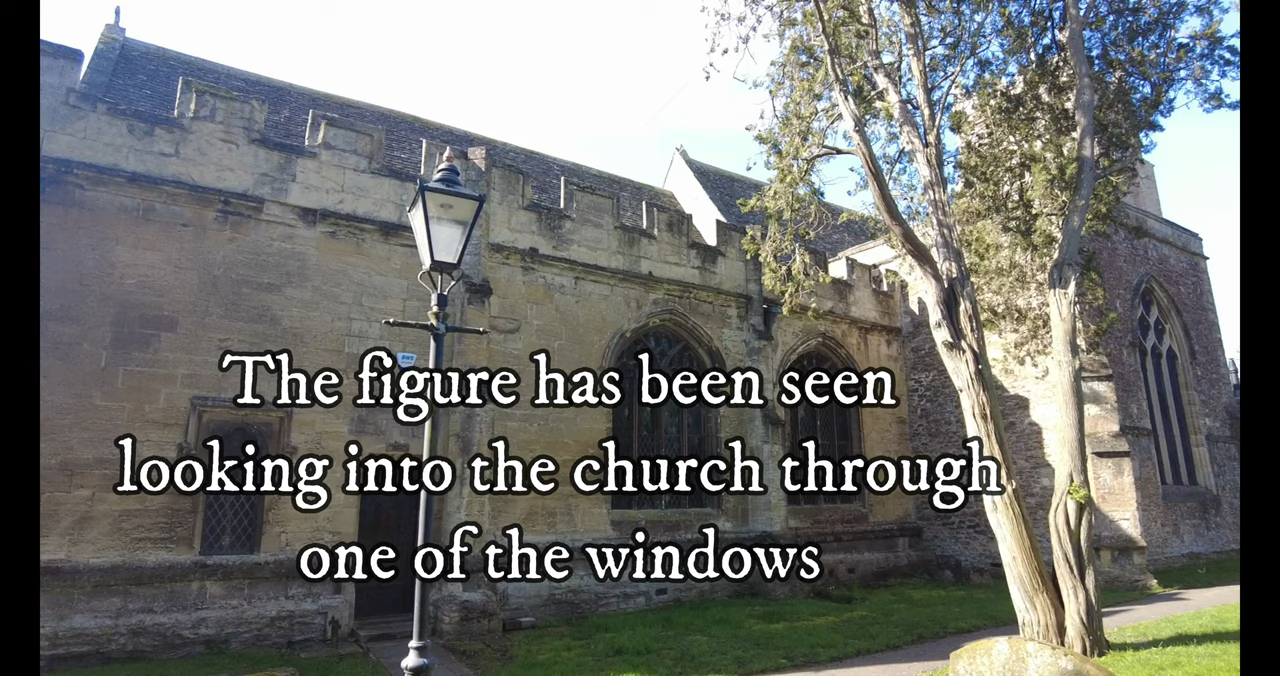 The figure has been seen
looking into the church through
one of the windows